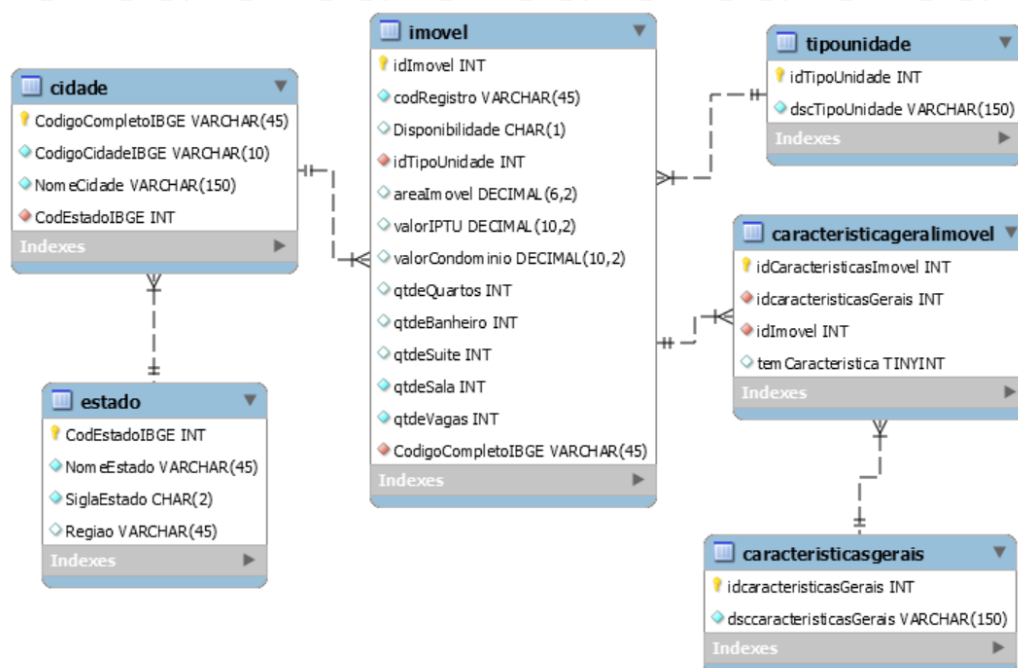 cidade
CodigoCompletoIBGE VARCHAR(45)
CodigoCidadeIBGE VARCHAR(10)
NomeCidade VARCHAR(150)
CodEstadoIBGE INT
Indexes
estado
CodEstadoIBGE INT
NomeEstado VARCHAR(45)
SiglaEstado CHAR(2)
Regiao VARCHAR(45)
Indexes
imovel
idImovel INT
codRegistro VARCHAR(45)
Disponibilidade CHAR(1)
idTipoUnidade INT
areaImovel DECIMAL(6,2)
valorIPTU DECIMAL(10,2)
valorCondominio DECIMAL(10,2)
qtdeQuartos INT
qtdeBanheiro INT
qtdeSuite INT
qtdeSala INT
qtdeVagas INT
CodigoCompletoIBGE VARCHAR(45)
Indexes
tipounidade
idTipoUnidade INT
dscTipoUnidade VARCHAR(150)
Indexes
caracteristicageralimovel
idCaracteristicasImovel INT
idcaracteristicasGerais INT
idImovel INT
temCaracteristica TINYINT
Indexes
caracteristicasgerais
idcaracteristicasGerais INT
dsccaracteristicasGerais VARCHAR(150)
Indexes